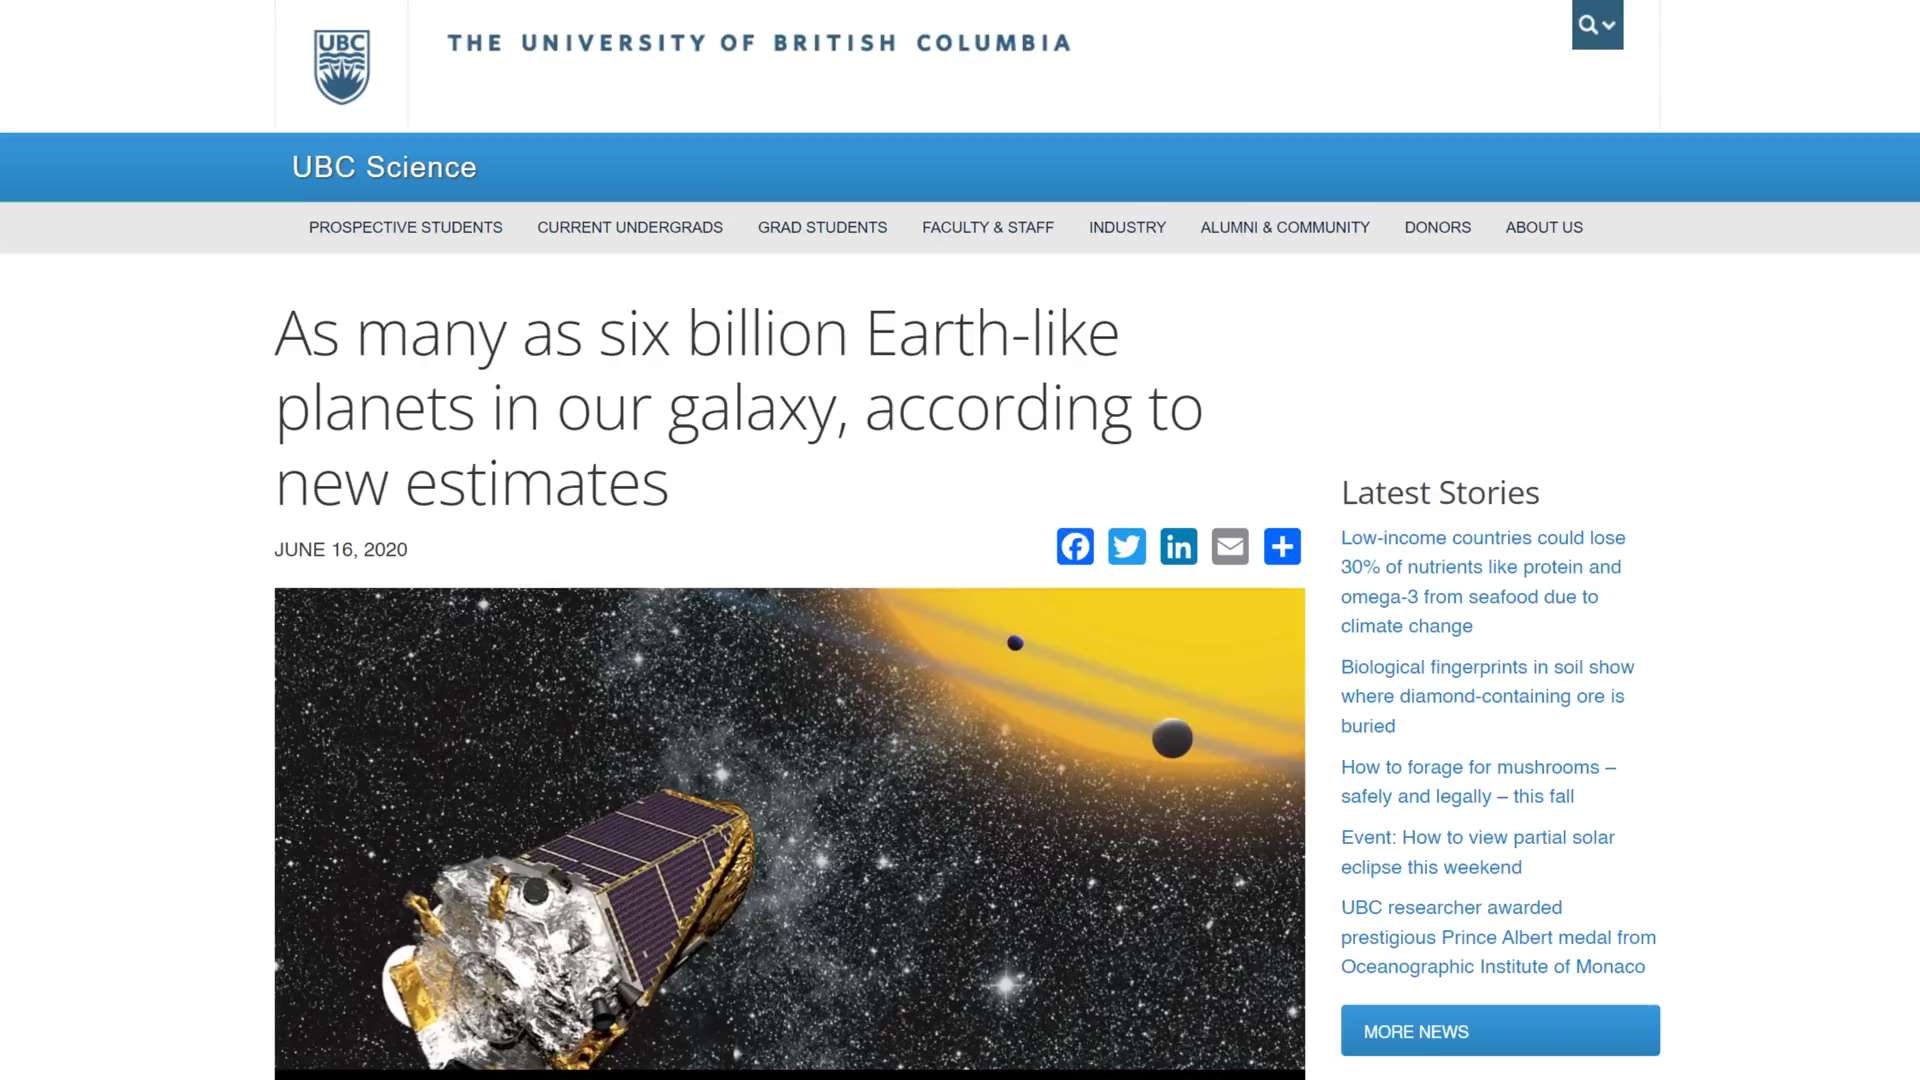 UBC
THE UNIVERSITY OF BRITISH COLUMBIA
UBC Science
PROSPECTIVE STUDENTS CURRENT UNDERGRADS GRAD STUDENTS FACULTY & STAFF INDUSTRY ALUMNI & COMMUNITY DONORS ABOUT US
As many as six billion Earth-like
planets in our galaxy, according to
new estimates
JUNE 16, 2020
Latest Stories
Low-income countries could lose
30% of nutrients like protein and
omega-3 from seafood due to
climate change
Biological fingerprints in soil show
where diamond-containing ore is
buried
How to forage for mushrooms –
safely and legally – this fall
Event: How to view partial solar
eclipse this weekend
UBC researcher awarded
prestigious Prince Albert medal from
Oceanographic Institute of Monaco
MORE NEWS